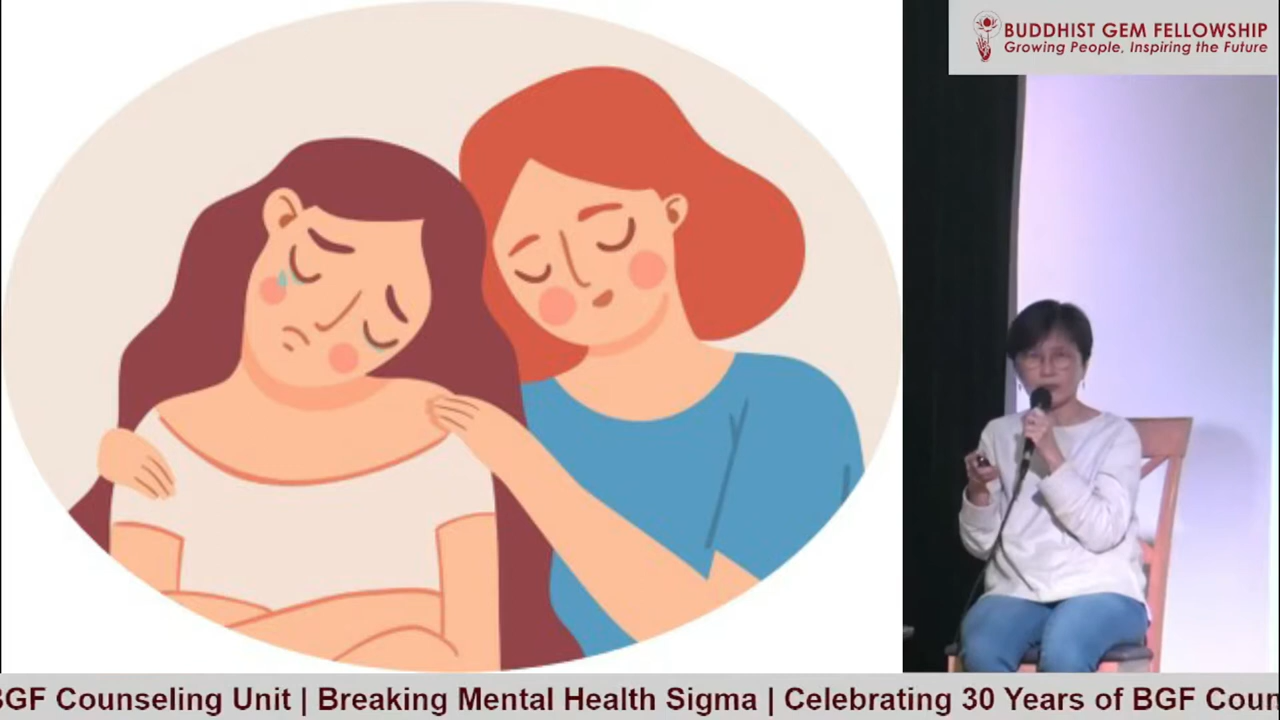 BUDDHIST GEM FELLOWSHIP
Growing People, Inspiring the Future
BGF Counseling Unit | Breaking Mental Health Sigma | Celebrating 30 Years of BGF Coun